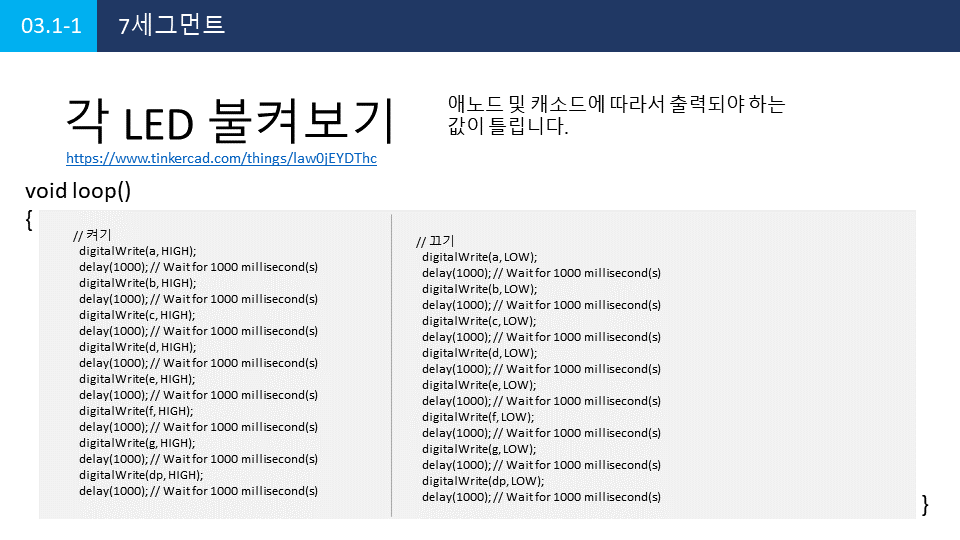 03.1-1
7세그먼트
각 LED 불켜보기
https://www.tinkercad.com/things/law0jEYDThc
애노드 및 캐소드에 따라서 출력되야 하는
값이 틀립니다.
void loop()
{
// 켜기
digitalWrite(a, HIGH);
delay(1000); // Wait for 1000 millisecond(s)
digitalWrite(b, HIGH);
delay(1000); // Wait for 1000 millisecond(s)
digitalWrite(c, HIGH);
delay(1000); // Wait for 1000 millisecond(s)
digitalWrite(d, HIGH);
delay(1000); // Wait for 1000 millisecond(s)
digitalWrite(e, HIGH);
delay(1000); // Wait for 1000 millisecond(s)
digitalWrite(f, HIGH);
delay(1000); // Wait for 1000 millisecond(s)
digitalWrite(g, HIGH);
delay(1000); // Wait for 1000 millisecond(s)
digitalWrite(dp, HIGH);
delay(1000); // Wait for 1000 millisecond(s)
// 끄기
digitalWrite(a, LOW);
delay(1000); // Wait for 1000 millisecond(s)
digitalWrite(b, LOW);
delay(1000); // Wait for 1000 millisecond(s)
digitalWrite(c, LOW);
delay(1000); // Wait for 1000 millisecond(s)
digitalWrite(d, LOW);
delay(1000); // Wait for 1000 millisecond(s)
digitalWrite(e, LOW);
delay(1000); // Wait for 1000 millisecond(s)
digitalWrite(f, LOW);
delay(1000); // Wait for 1000 millisecond(s)
digitalWrite(g, LOW);
delay(1000); // Wait for 1000 millisecond(s)
digitalWrite(dp, LOW);
delay(1000); // Wait for 1000 millisecond(s)
}